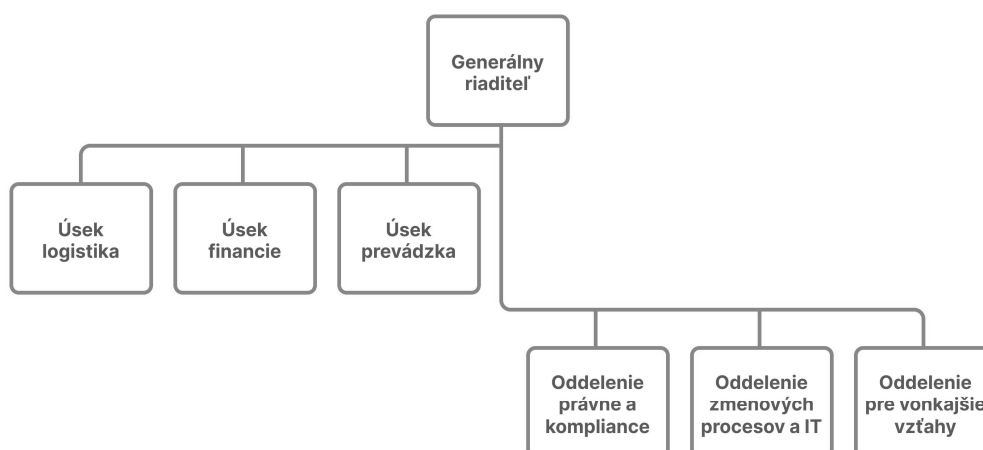 Generálny
riaditeľ
Úsek
logistika
Úsek
financie
Úsek
prevádzka
Oddelenie
právne a
kompliance
Oddelenie
zmenových
procesov a IT
Oddelenie
pre vonkajšie
vzťahy